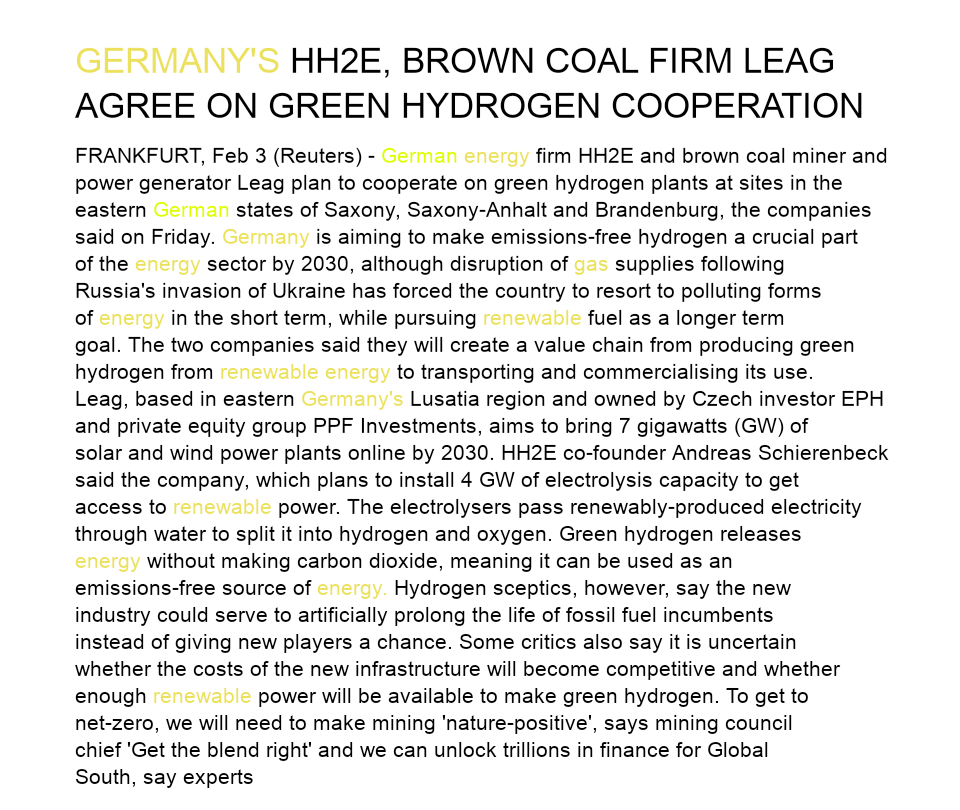 GERMANY'S HH2E, BROWN COAL FIRM LEAG
AGREE ON GREEN HYDROGEN COOPERATION
FRANKFURT, Feb 3 (Reuters) - German energy firm HH2E and brown coal miner and
power generator Leag plan to cooperate on green hydrogen plants at sites in the
eastern German states of Saxony, Saxony-Anhalt and Brandenburg, the companies
said on Friday. Germany is aiming to make emissions-free hydrogen a crucial part
of the energy sector by 2030, although disruption of gas supplies following
Russia's invasion of Ukraine has forced the country to resort to polluting forms
of energy in the short term, while pursuing renewable fuel as a longer term
goal. The two companies said they will create a value chain from producing green
hydrogen from renewable energy to transporting and commercialising its use.
Leag, based in eastern Germany's Lusatia region and owned by Czech investor EPH
and private equity group PPF Investments, aims to bring 7 gigawatts (GW) of
solar and wind power plants online by 2030. HH2E co-founder Andreas Schierenbeck
said the company, which plans to install 4 GW of electrolysis capacity to get
access to renewable power. The electrolysers pass renewably-produced electricity
through water to split it into hydrogen and oxygen. Green hydrogen releases
energy without making carbon dioxide, meaning it can be used as an
emissions-free source of energy. Hydrogen sceptics, however, say the new
industry could serve to artificially prolong the life of fossil fuel incumbents
instead of giving new players a chance. Some critics also say it is uncertain
whether the costs of the new infrastructure will become competitive and whether
enough renewable power will be available to make green hydrogen. To get to
net-zero, we will need to make mining 'nature-positive', says mining council
chief 'Get the blend right' and we can unlock trillions in finance for Global
South, say experts